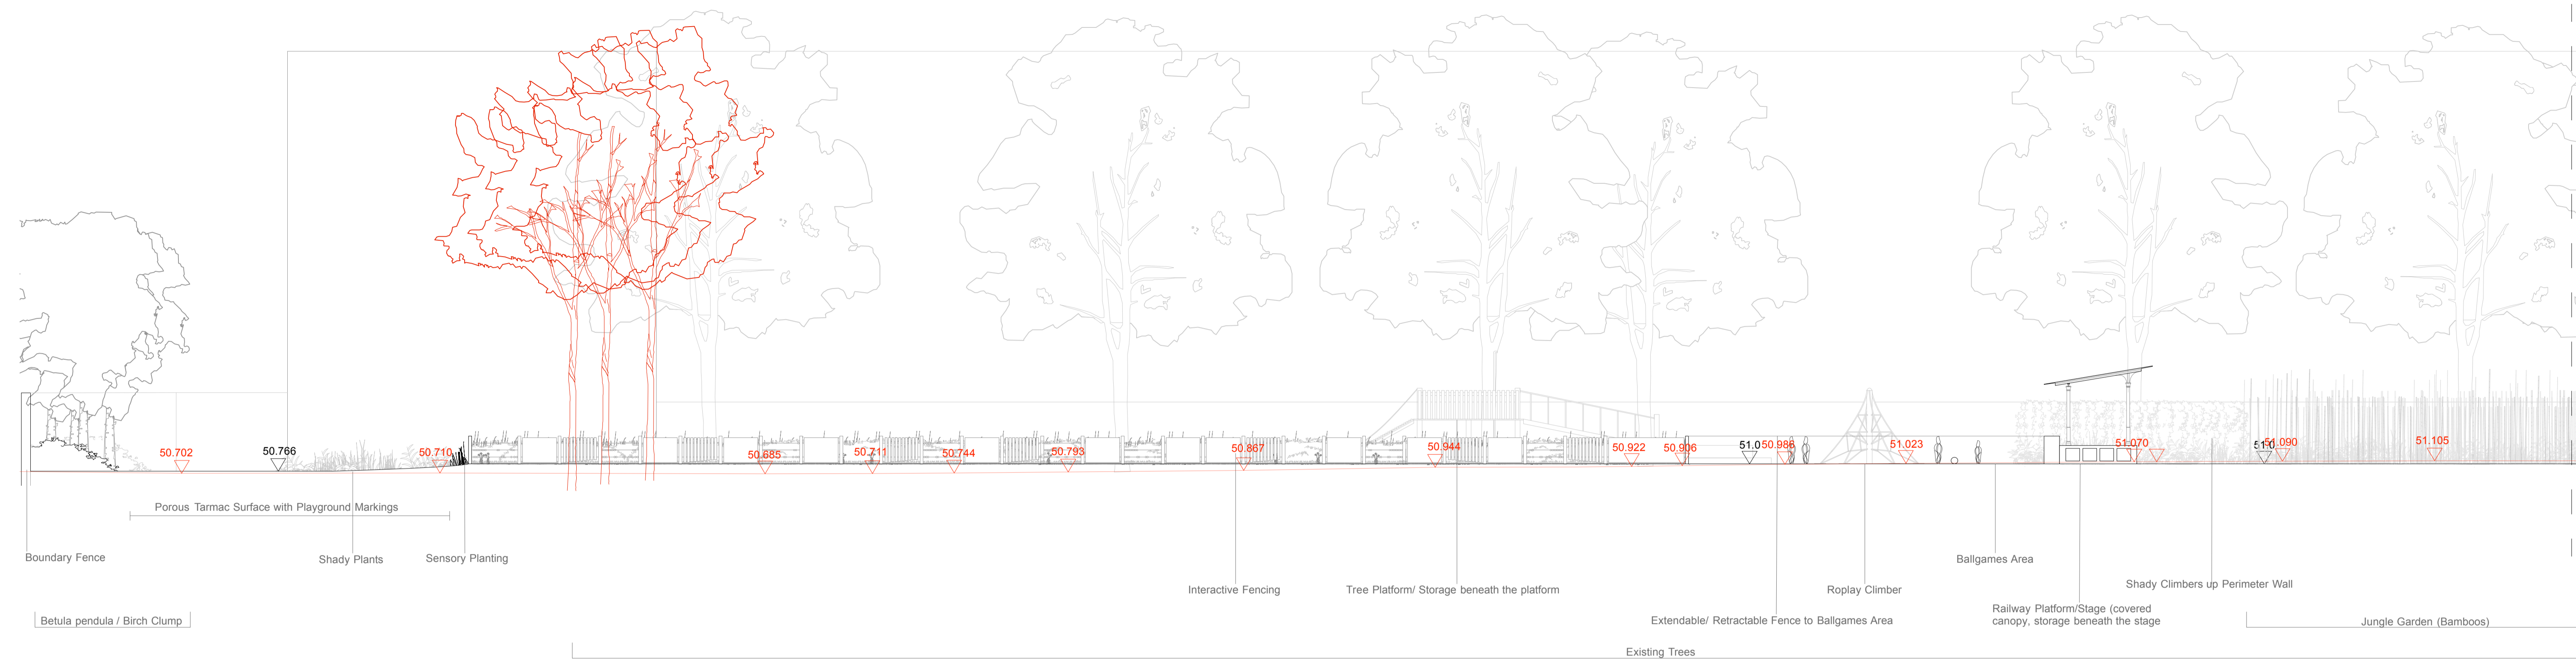 50.702
50.766
50.710
50.685
50.711
50.744
50.793
50.867
50.944
50.922
50.906
51.0
50.986
51.023
51.070
51.0
51.090
51.105
Porous Tarmac Surface with Playground Markings
Boundary Fence
Shady Plants
Sensory Planting
Interactive Fencing
Tree Platform/ Storage beneath the platform
Extendable/ Retractable Fence to Ballgames Area
Roplay Climber
Ballgames Area
Railway Platform/Stage (covered
canopy, storage beneath the stage
Shady Climbers up Perimeter Wall
Betula pendula / Birch Clump
Jungle Garden (Bamboos)
Existing Trees